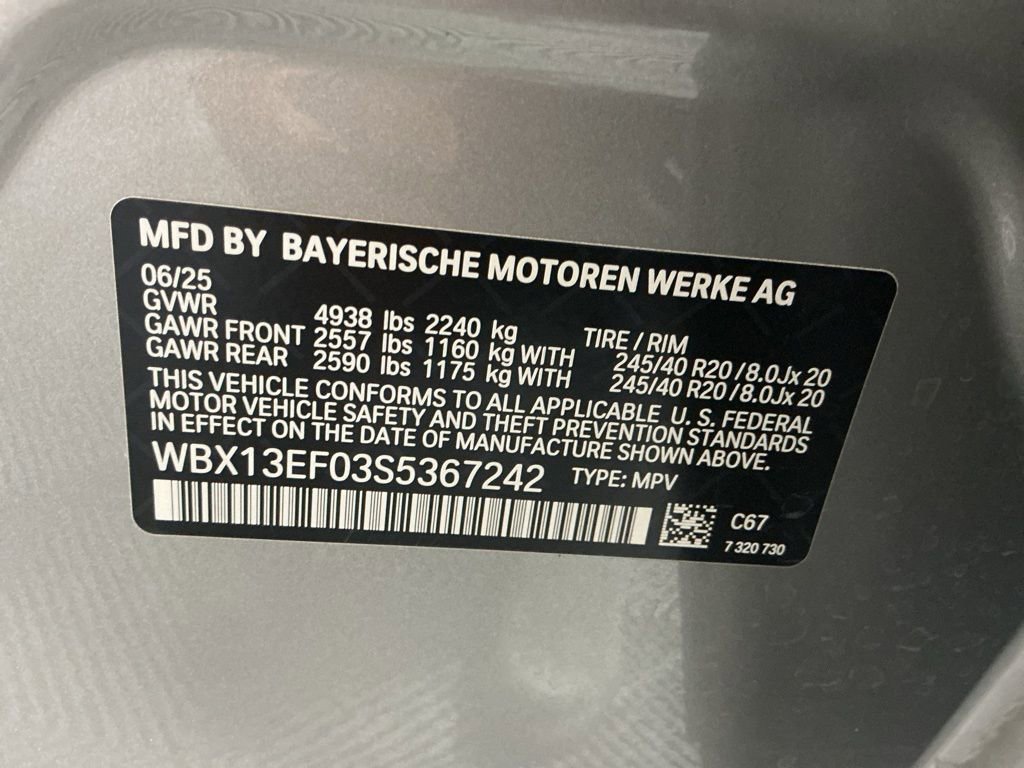 MFD BY BAYERISCHE MOTOREN WERKE AG
06/25
GVWR 4938 lbs 2240 kg TIRE / RIM
GAWR FRONT 2557 lbs 1160 kg WITH 245/40 R20 /8.0Jx 20
GAWR REAR 2590 lbs 1175 kg WITH 245/40 R20 /8.0Jx 20
THIS VEHICLE CONFORMS TO ALL APPLICABLE U. S. FEDERAL
MOTOR VEHICLE SAFETY AND THEFT PREVENTION STANDARDS
IN EFFECT ON THE DATE OF MANUFACTURE SHOWN ABOVE.
WBX13EF03S5367242 TYPE: MPV
C67
7 320 730